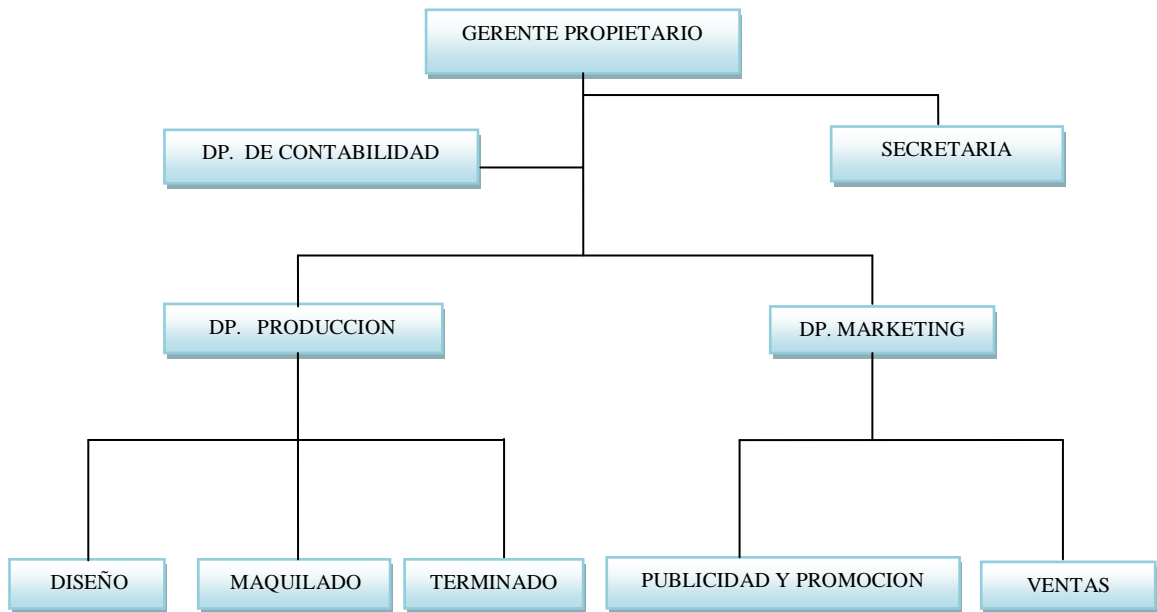 GERENTE PROPIETARIO
DP. DE CONTABILIDAD
SECRETARIA
DP. PRODUCCION
DP. MARKETING
DISEÑO
MAQUILADO
TERMINADO
PUBLICIDAD Y PROMOCION
VENTAS